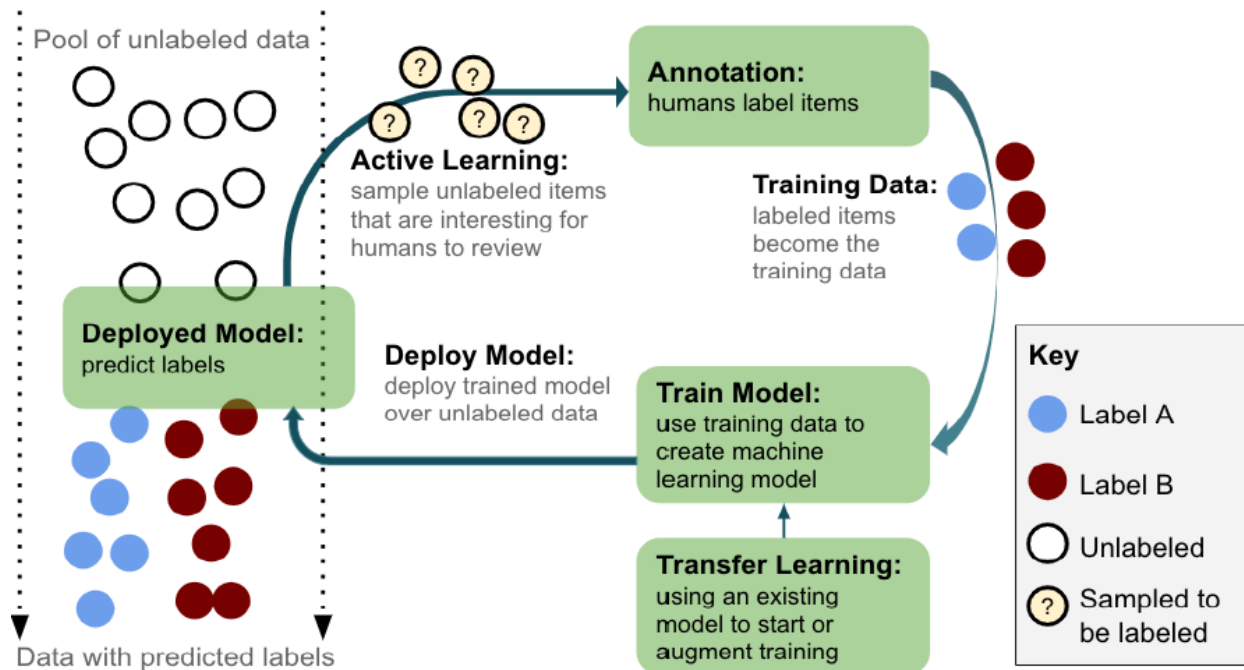 Pool of unlabeled data
?
?
?
?
?
Active Learning:
sample unlabeled items
that are interesting for
humans to review
Annotation:
humans label items
Training Data:
labeled items
become the
training data
Deployed Model:
predict labels
Deploy Model:
deploy trained model
over unlabeled data
Train Model:
use training data to
create machine
learning model
Transfer Learning:
using an existing
model to start or
augment training
Data with predicted labels
Key
Label A
Label B
Unlabeled
?
Sampled to
be labeled